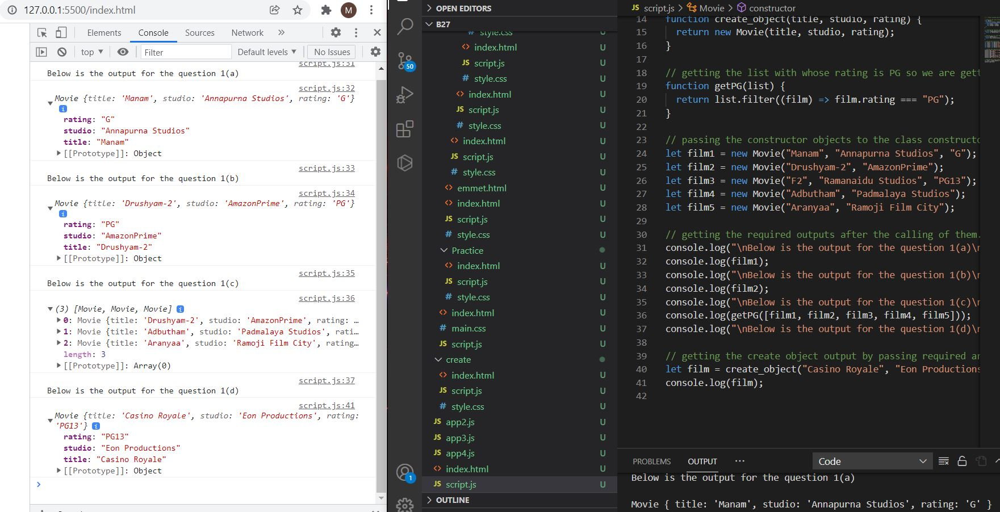 127.0.0.1:5500/index.html
M
Elements
Console
Sources
Network
top
Filter
Default levels
No Issues
script.js:31
Below is the output for the question 1(a)
script.js:32
Movie {title: 'Manam', studio: 'Annapurna Studios', rating: 'G'}
i
rating: "G"
studio: "Annapurna Studios"
title: "Manam"
[[Prototype]]: Object
script.js:33
Below is the output for the question 1(b)
script.js:34
Movie {title: 'Drushyam-2', studio: 'AmazonPrime', rating: 'PG'}
i
rating: "PG"
studio: "AmazonPrime"
title: "Drushyam-2"
[[Prototype]]: Object
script.js:35
Below is the output for the question 1(c)
script.js:36
(3) [Movie, Movie, Movie] i
0: Movie {title: 'Drushyam-2', studio: 'AmazonPrime', rating: …
1: Movie {title: 'Adbutham', studio: 'Padmalaya Studios', rati…
2: Movie {title: 'Aranyaa', studio: 'Ramoji Film City', rating…
length: 3
[[Prototype]]: Array(0)
script.js:37
Below is the output for the question 1(d)
script.js:41
Movie {title: 'Casino Royale', studio: 'Eon Productions', rating:
'PG13'} i
rating: "PG13"
studio: "Eon Productions"
title: "Casino Royale"
[[Prototype]]: Object
50
1
OPEN EDITORS
B27
# style.css U
<> index.html U
JS script.js U
# style.css U
<> index.html U
JS script.js U
# style.css U
<> index.html U
JS script.js U
# style.css U
<> emmet.html U
<> index.html U
JS script.js U
# style.css U
Practice
<> index.html U
JS script.js U
# style.css U
<> index.html U
# main.css U
JS script.js U
create
<> index.html U
JS script.js U
# style.css U
JS app2.js U
JS app3.js U
JS app4.js U
<> index.html U
JS script.js U
OUTLINE
JS script.js > Movie > constructor
14 function create_object(title, studio, rating) {
15 return new Movie(title, studio, rating);
16 }
17
18 // getting the list with whose rating is PG so we are gett
19 function getPG(list) {
20 return list.filter((film) => film.rating === "PG");
21 }
22
23 // passing the constructor objects to the class constructo
24 let film1 = new Movie("Manam", "Annapurna Studios", "G");
25 let film2 = new Movie("Drushyam-2", "AmazonPrime");
26 let film3 = new Movie("F2", "Ramanaidu Studios", "PG13");
27 let film4 = new Movie("Adbutham", "Padmalaya Studios");
28 let film5 = new Movie("Aranyaa", "Ramoji Film City");
29
30 // getting the required outputs after the calling of them.
31 console.log("\nBelow is the output for the question 1(a)\n
32 console.log(film1);
33 console.log("\nBelow is the output for the question 1(b)\n
34 console.log(film2);
35 console.log("\nBelow is the output for the question 1(c)\n
36 console.log(getPG([film1, film2, film3, film4, film5]));
37 console.log("\nBelow is the output for the question 1(d)\n
38
39 // getting the create object output by passing required ar
40 let film = create_object("Casino Royale", "Eon Productions
41 console.log(film);
42
PROBLEMS
OUTPUT
Code
Below is the output for the question 1(a)
Movie { title: 'Manam', studio: 'Annapurna Studios', rating: 'G' }